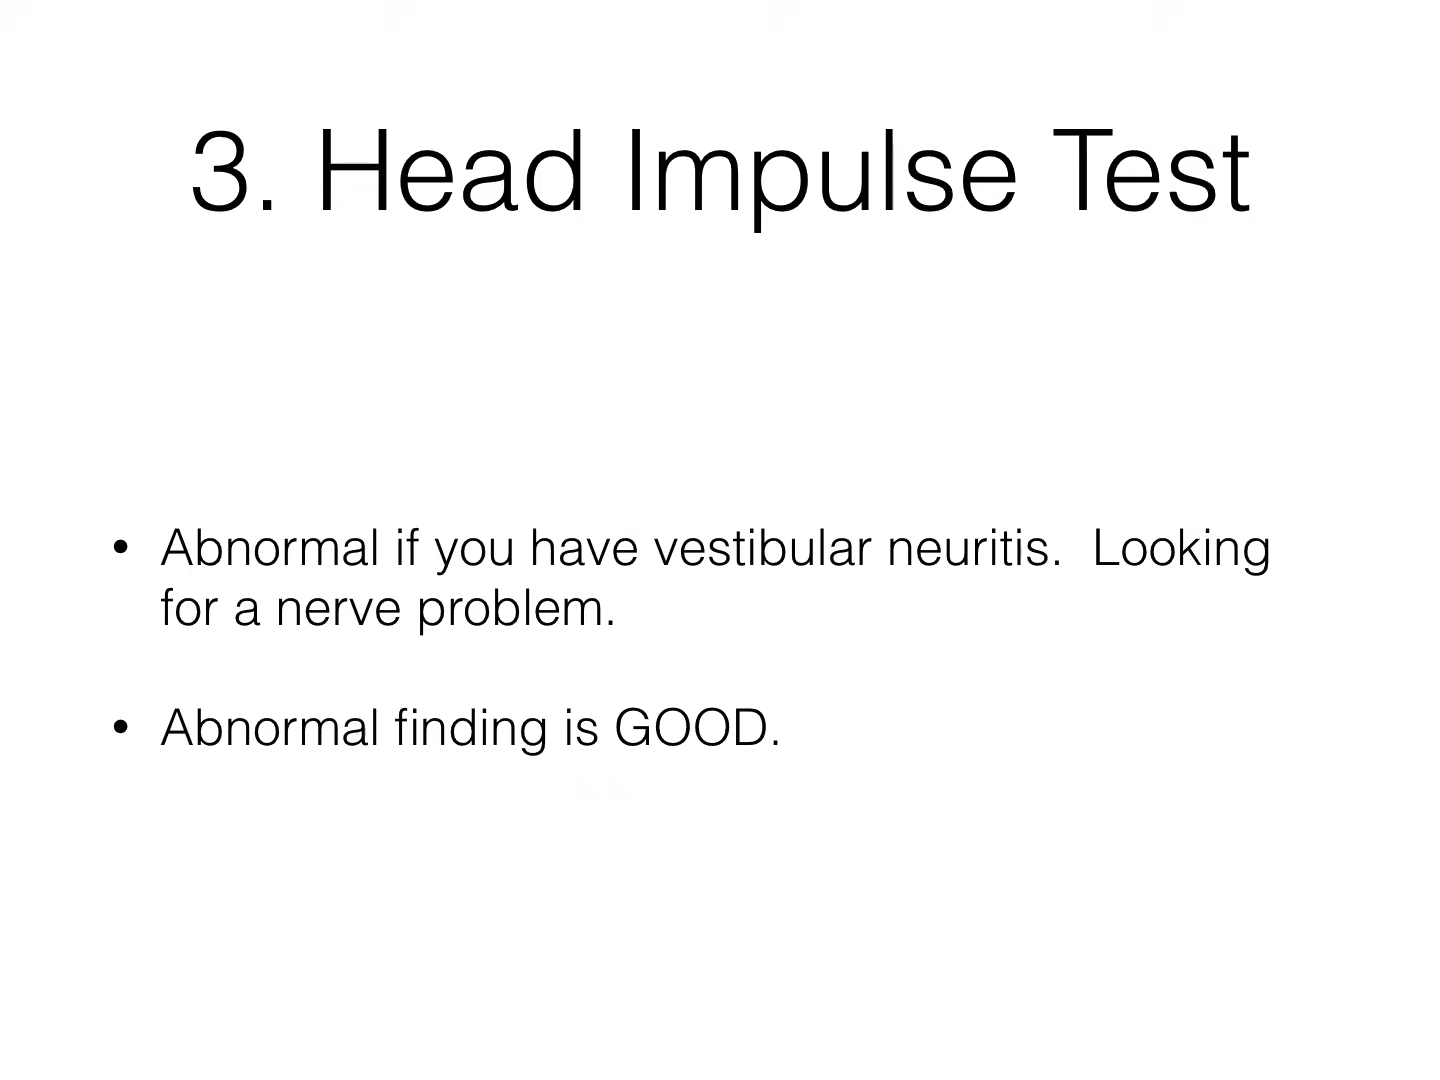 3. Head Impulse Test
• Abnormal if you have vestibular neuritis.  Looking
for a nerve problem.
• Abnormal finding is GOOD.